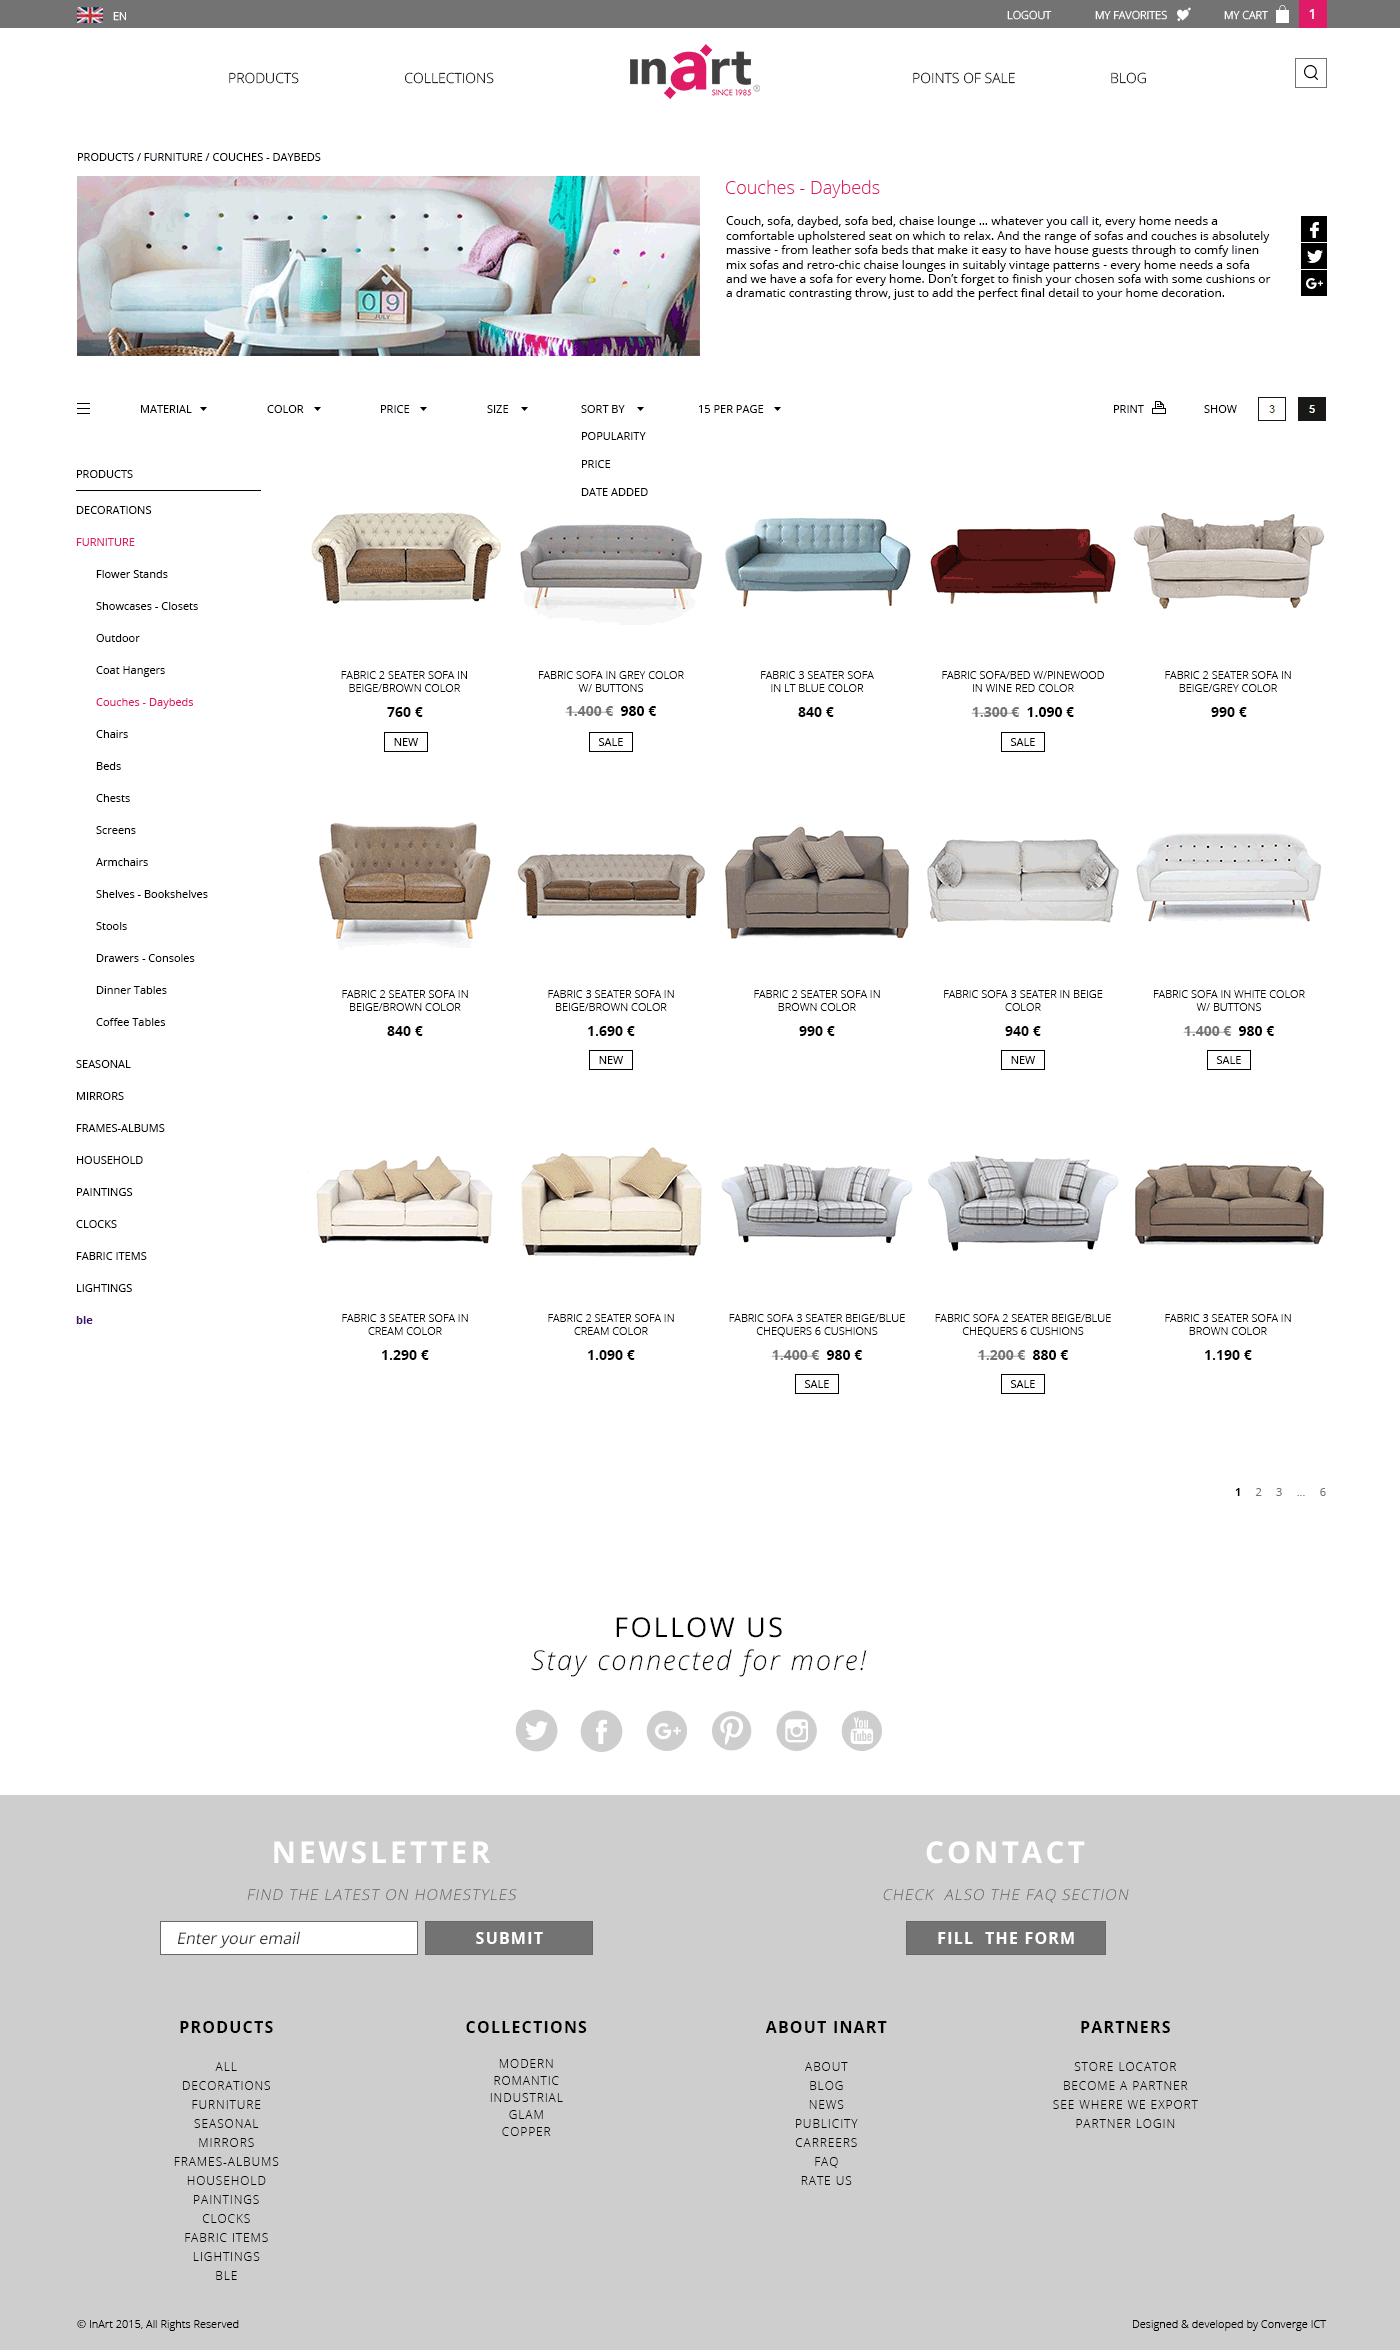 EN
LOGOUT
MY FAVORITES
MY CART
1
PRODUCTS
COLLECTIONS
inart
SINCE 1985 ®
POINTS OF SALE
BLOG
PRODUCTS / FURNITURE / COUCHES - DAYBEDS
09
JULY
Couches - Daybeds
Couch, sofa, daybed, sofa bed, chaise lounge ... whatever you call it, every home needs a
comfortable upholstered seat on which to relax. And the range of sofas and couches is absolutely
massive - from leather sofa beds that make it easy to have house guests through to comfy linen
mix sofas and retro-chic chaise lounges in suitably vintage patterns - every home needs a sofa
and we have a sofa for every home. Don't forget to finish your chosen sofa with some cushions or
a dramatic contrasting throw, just to add the perfect final detail to your home decoration.
MATERIAL
COLOR
PRICE
SIZE
SORT BY
15 PER PAGE
PRINT
SHOW
3
5
POPULARITY
PRICE
DATE ADDED
PRODUCTS
DECORATIONS
FURNITURE
Flower Stands
Showcases - Closets
Outdoor
Coat Hangers
Couches - Daybeds
Chairs
Beds
Chests
Screens
Armchairs
Shelves - Bookshelves
Stools
Drawers - Consoles
Dinner Tables
Coffee Tables
SEASONAL
MIRRORS
FRAMES-ALBUMS
HOUSEHOLD
PAINTINGS
CLOCKS
FABRIC ITEMS
LIGHTINGS
ble
FABRIC 2 SEATER SOFA IN
BEIGE/BROWN COLOR
760 €
NEW
FABRIC SOFA IN GREY COLOR
W/ BUTTONS
1.400 € 980 €
SALE
FABRIC 3 SEATER SOFA
IN LT BLUE COLOR
840 €
FABRIC SOFA/BED W/PINEWOOD
IN WINE RED COLOR
1.300 € 1.090 €
SALE
FABRIC 2 SEATER SOFA IN
BEIGE/GREY COLOR
990 €
FABRIC 2 SEATER SOFA IN
BEIGE/BROWN COLOR
840 €
FABRIC 3 SEATER SOFA IN
BEIGE/BROWN COLOR
1.690 €
NEW
FABRIC 2 SEATER SOFA IN
BROWN COLOR
990 €
FABRIC SOFA 3 SEATER IN BEIGE
COLOR
940 €
NEW
FABRIC SOFA IN WHITE COLOR
W/ BUTTONS
1.400 € 980 €
SALE
FABRIC 3 SEATER SOFA IN
CREAM COLOR
1.290 €
FABRIC 2 SEATER SOFA IN
CREAM COLOR
1.090 €
FABRIC SOFA 3 SEATER BEIGE/BLUE
CHEQUERS 6 CUSHIONS
1.400 € 980 €
SALE
FABRIC SOFA 2 SEATER BEIGE/BLUE
CHEQUERS 6 CUSHIONS
1.200 € 880 €
SALE
FABRIC 3 SEATER SOFA IN
BROWN COLOR
1.190 €
1 2 3 ... 6
FOLLOW US
Stay connected for more!
You
Tube
NEWSLETTER
FIND THE LATEST ON HOMESTYLES
Enter your email
SUBMIT
CONTACT
CHECK ALSO THE FAQ SECTION
FILL THE FORM
PRODUCTS
ALL
DECORATIONS
FURNITURE
SEASONAL
MIRRORS
FRAMES-ALBUMS
HOUSEHOLD
PAINTINGS
CLOCKS
FABRIC ITEMS
LIGHTINGS
BLE
COLLECTIONS
MODERN
ROMANTIC
INDUSTRIAL
GLAM
COPPER
ABOUT INART
ABOUT
BLOG
NEWS
PUBLICITY
CARREERS
FAQ
RATE US
PARTNERS
STORE LOCATOR
BECOME A PARTNER
SEE WHERE WE EXPORT
PARTNER LOGIN
© InArt 2015, All Rights Reserved
Designed & developed by Converge ICT